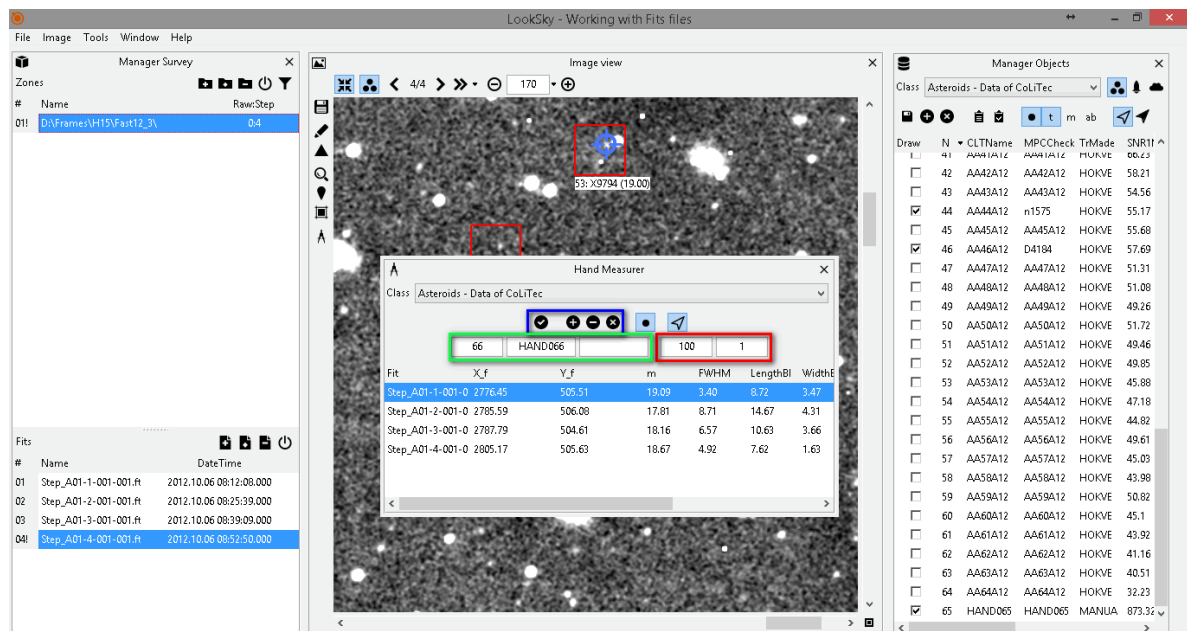 LookSky - Working with Fits files
File Image Tools Window Help
Manager Survey
Zones
# Name Raw:Step
01! D:\Frames\H15\Fast12_3\ 0:4
Fits
# Name DateTime
01 Step_A01-1-001-001.ft 2012.10.06 08:12:08.000
02 Step_A01-2-001-001.ft 2012.10.06 08:25:39.000
03 Step_A01-3-001-001.ft 2012.10.06 08:39:09.000
04! Step_A01-4-001-001.ft 2012.10.06 08:52:50.000
Image view
4/4 170
53: X9794 (19.00)
Hand Measurer
Class Asteroids - Data of CoLiTec
66 HAND066 100 1
Fit X_f Y_f m FWHM LengthBl WidthB
Step_A01-1-001-0 2776.45 505.51 19.09 3.40 8.72 3.47
Step_A01-2-001-0 2785.59 506.08 17.81 8.71 14.67 4.31
Step_A01-3-001-0 2787.79 504.61 18.16 6.57 10.63 3.66
Step_A01-4-001-0 2805.17 505.63 18.67 4.92 7.62 1.63
Manager Objects
Class Asteroids - Data of CoLiTec
t m ab
Draw N CLTName MPCCheck TrMade SNR1M
41 AA41A12 AA41A12 HOKVE 66.23
42 AA42A12 AA42A12 HOKVE 58.21
43 AA43A12 AA43A12 HOKVE 54.56
44 AA44A12 n1575 HOKVE 55.17
45 AA45A12 AA45A12 HOKVE 55.68
46 AA46A12 D4184 HOKVE 57.69
47 AA47A12 AA47A12 HOKVE 51.31
48 AA48A12 AA48A12 HOKVE 51.08
49 AA49A12 AA49A12 HOKVE 49.26
50 AA50A12 AA50A12 HOKVE 51.72
51 AA51A12 AA51A12 HOKVE 49.46
52 AA52A12 AA52A12 HOKVE 49.85
53 AA53A12 AA53A12 HOKVE 45.88
54 AA54A12 AA54A12 HOKVE 47.18
55 AA55A12 AA55A12 HOKVE 44.82
56 AA56A12 AA56A12 HOKVE 49.61
57 AA57A12 AA57A12 HOKVE 45.03
58 AA58A12 AA58A12 HOKVE 43.98
59 AA59A12 AA59A12 HOKVE 50.82
60 AA60A12 AA60A12 HOKVE 45.1
61 AA61A12 AA61A12 HOKVE 43.92
62 AA62A12 AA62A12 HOKVE 41.16
63 AA63A12 AA63A12 HOKVE 40.51
64 AA64A12 AA64A12 HOKVE 32.23
65 HAND065 HAND065 MANUA 873.32